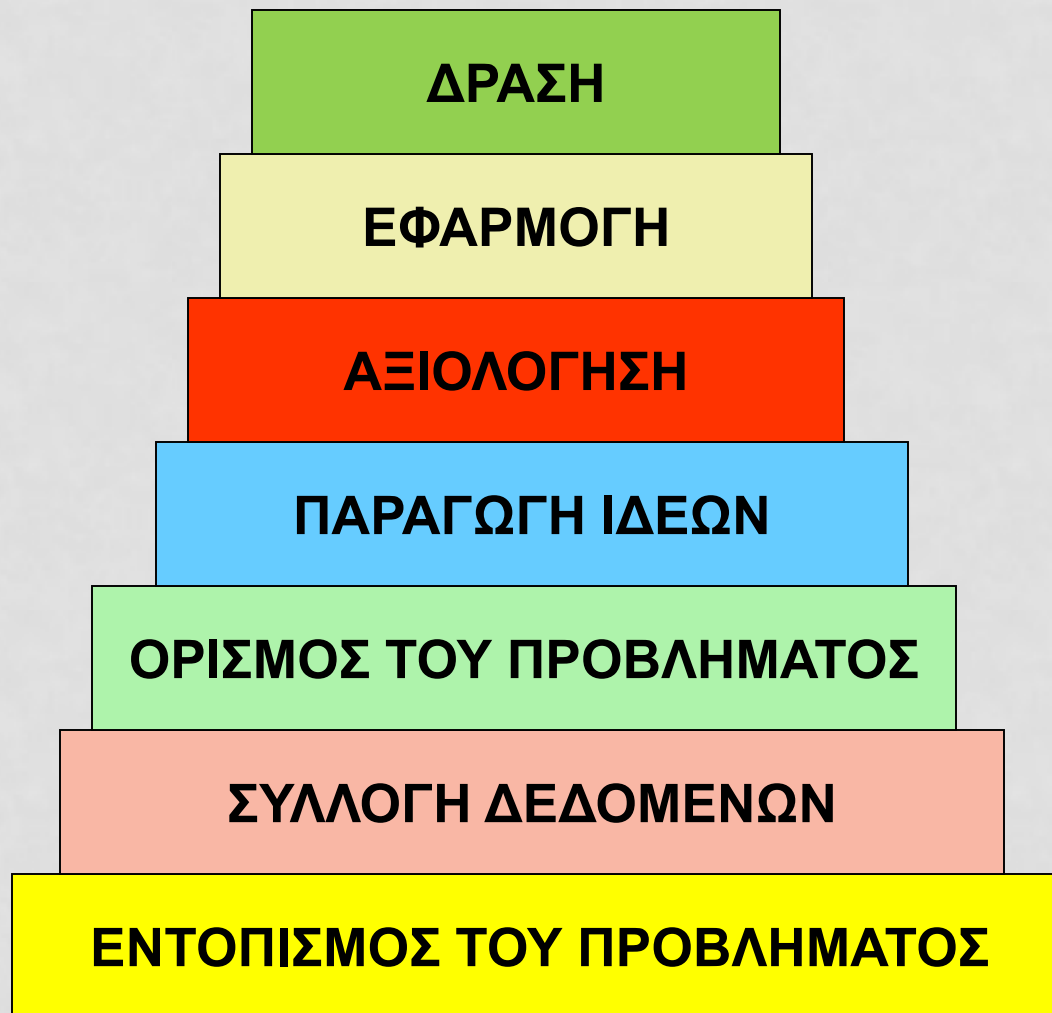 ΔΡΑΣΗ
ΕΦΑΡΜΟΓΗ
ΑΞΙΟΛΟΓΗΣΗ
ΠΑΡΑΓΩΓΗ ΙΔΕΩΝ
ΟΡΙΣΜΟΣ ΤΟΥ ΠΡΟΒΛΗΜΑΤΟΣ
ΣΥΛΛΟΓΗ ΔΕΔΟΜΕΝΩΝ
ΕΝΤΟΠΙΣΜΟΣ ΤΟΥ ΠΡΟΒΛΗΜΑΤΟΣ